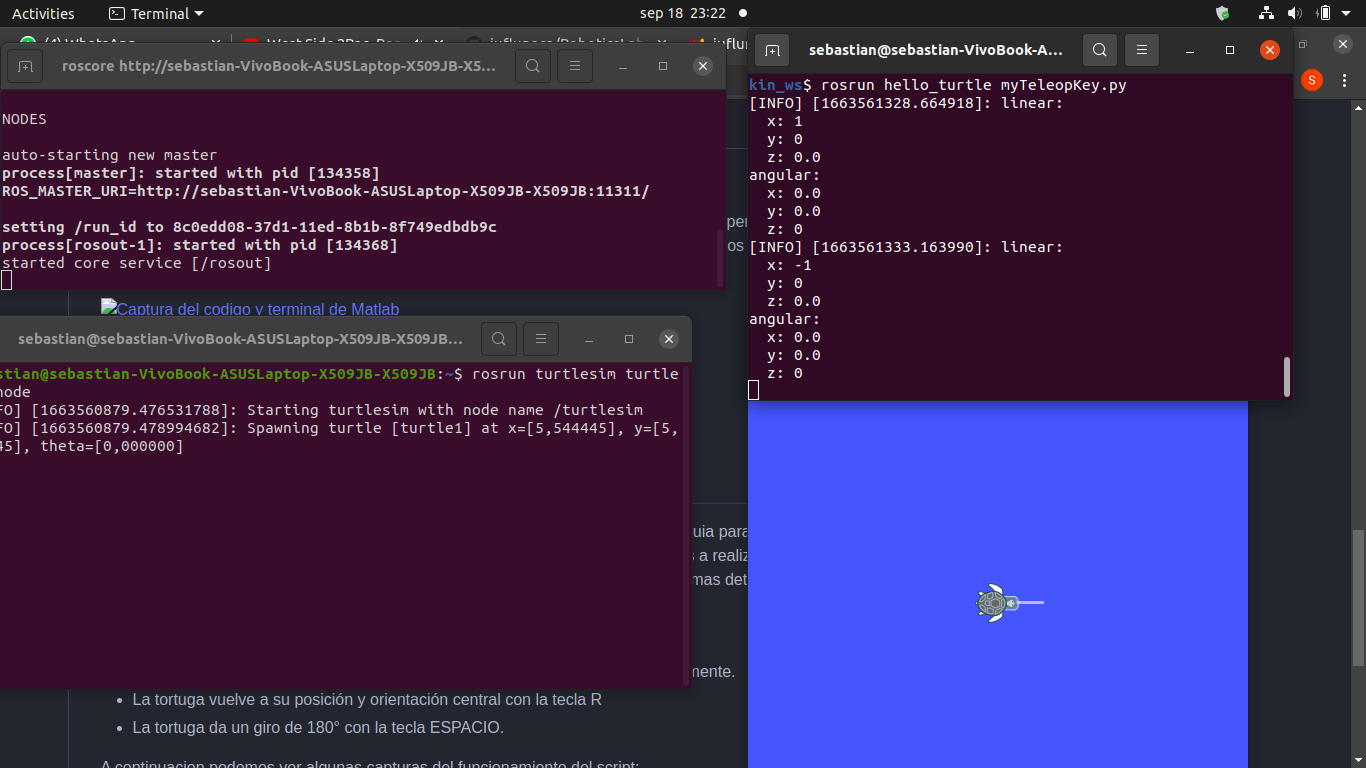 Activities
Terminal
sep 18 23:22
(4) WhatsApp
roscore http://sebastian-VivoBook-ASUSLaptop-X509JB-X5...
NODES
auto-starting new master
process[master]: started with pid [134358]
ROS_MASTER_URI=http://sebastian-VivoBook-ASUSLaptop-X509JB-X509JB:11311/
setting /run_id to 8c0edd08-37d1-11ed-8b1b-8f749edbdb9c
process[rosout-1]: started with pid [134368]
started core service [/rosout]
Captura del codigo y terminal de Matlab
sebastian@sebastian-VivoBook-ASUSLaptop-X509JB-X509JB...
stian@sebastian-VivoBook-ASUSLaptop-X509JB-X509JB:~$ rosrun turtlesim turtle
node
FO] [1663560879.476531788]: Starting turtlesim with node name /turtlesim
FO] [1663560879.478994682]: Spawning turtle [turtle1] at x=[5,544445], y=[5,
45], theta=[0,000000]
sebastian@sebastian-VivoBook-A...
S
kin_ws$ rosrun hello_turtle myTeleopKey.py
[INFO] [1663561328.664918]: linear:
x: 1
y: 0
z: 0.0
angular:
x: 0.0
y: 0.0
z: 0
[INFO] [1663561333.163990]: linear:
x: -1
y: 0
z: 0.0
angular:
x: 0.0
y: 0.0
z: 0
per
os
uia para
s a realiz
mas det
mente.
La tortuga vuelve a su posición y orientación central con la tecla R
La tortuga da un giro de 180° con la tecla ESPACIO.
A continuacion podemos ver algunas capturas del funcionamiento del script: